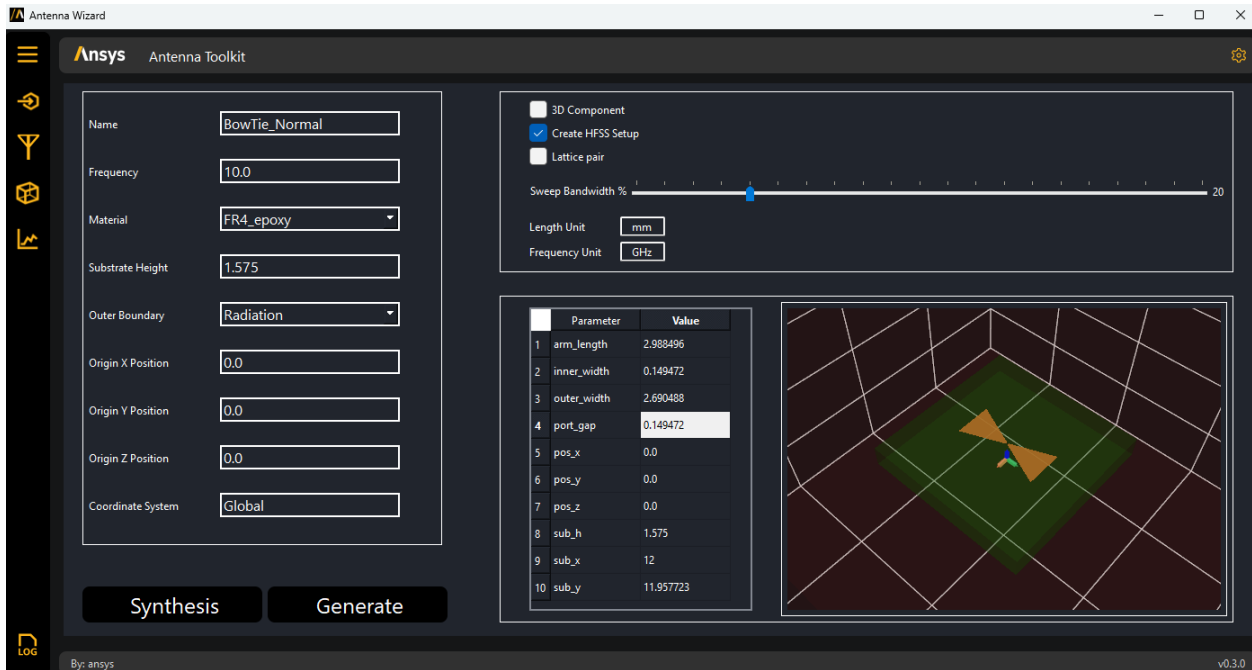 Antenna Wizard
Ansys Antenna Toolkit
Name BowTie_Normal
Frequency 10.0
Material FR4_epoxy
Substrate Height 1.575
Outer Boundary Radiation
Origin X Position 0.0
Origin Y Position 0.0
Origin Z Position 0.0
Coordinate System Global
Synthesis Generate
3D Component
Create HFSS Setup
Lattice pair
Sweep Bandwidth % 20
Length Unit mm
Frequency Unit GHz
Parameter Value
1 arm_length 2.988496
2 inner_width 0.149472
3 outer_width 2.690488
4 port_gap 0.149472
5 pos_x 0.0
6 pos_y 0.0
7 pos_z 0.0
8 sub_h 1.575
9 sub_x 12
10 sub_y 11.957723
LOG
By: ansys v0.3.0